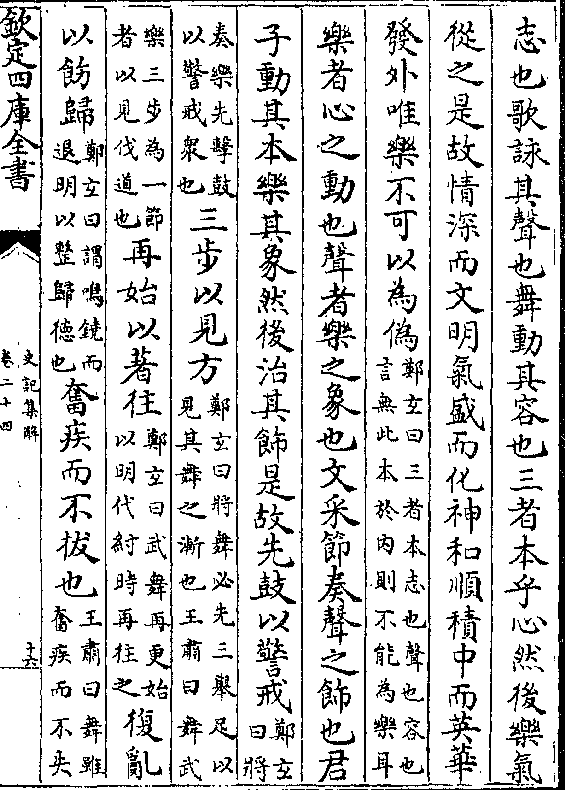 志也歌詠其聲也舞動其容也三者本乎心然後樂氣
從之是故情深而文明氣盛而化神和順積中而英華
發外唯樂不可以為偽鄭玄曰三者本志也聲也容也言無此本於內則不能為樂耳
樂者心之動也聲者樂之象也文采節奏聲之飾也君
子動其本樂其象然後治其飾是故先鼓以警戒鄭玄曰將
奏樂先擊鼓以警戒衆也三步以見方鄭玄曰將舞必先三舉足以見其舞之漸也王肅曰舞武
樂三步為一節者以見伐道也再始以著往鄭玄曰武舞再更始以明伐紂時再往之復亂
以飭歸鄭玄曰謂鳴鐃而退明以整歸德也奮疾而不拔也王肅曰舞雖奮疾而不失
欽定四庫全書
史記集解
卷二十四
十六